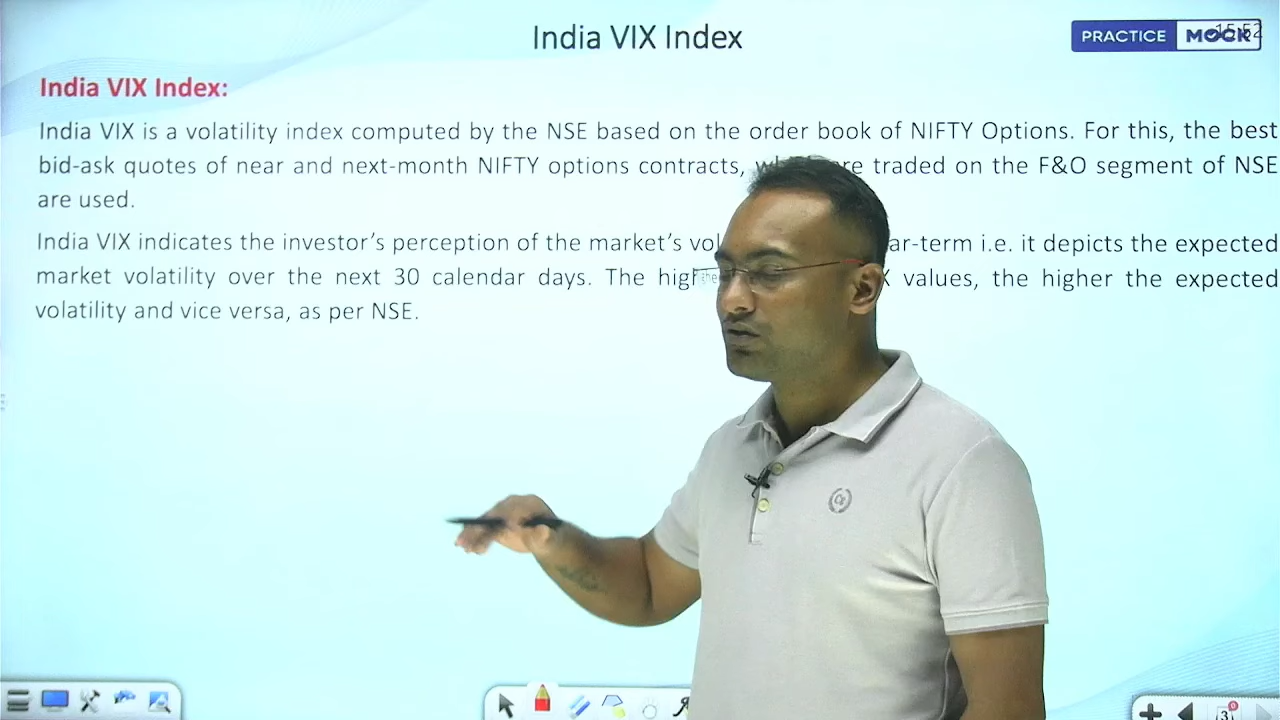 India VIX Index
PRACTICE MOCK
15:52
India VIX Index:
India VIX is a volatility index computed by the NSE based on the order book of NIFTY Options. For this, the best
bid-ask quotes of near and next-month NIFTY options contracts, traded on the F&O segment of NSE
are used.
India VIX indicates the investor's perception of the market's ar-term i.e. it depicts the expected
market volatility over the next 30 calendar days. The values, the higher the expected
volatility and vice versa, as per NSE.
3